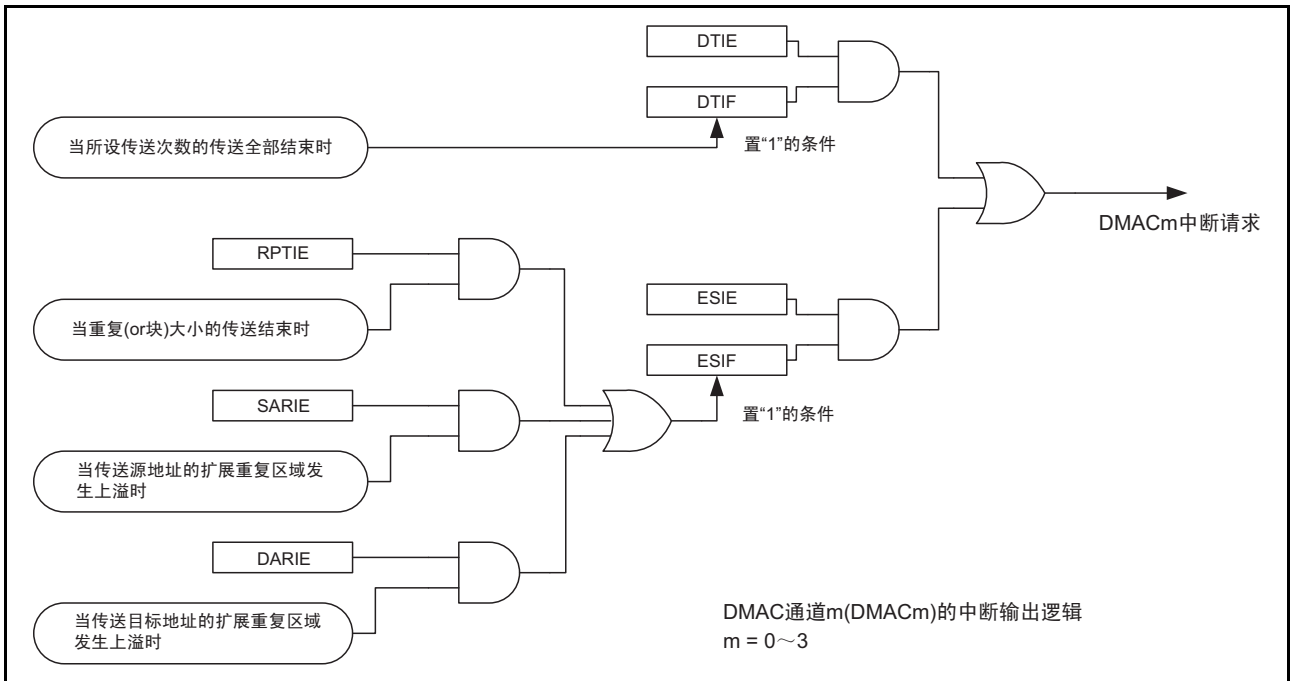 DTIE
DTIF
当所设传送次数的传送全部结束时
置“1”的条件
DMACm中断请求
RPTIE
当重复(or块)大小的传送结束时
ESIE
ESIF
置“1”的条件
SARIE
当传送源地址的扩展重复区域发
生上溢时
DARIE
当传送目标地址的扩展重复区域
发生上溢时
DMAC通道m(DMACm)的中断输出逻辑
m = 0～3